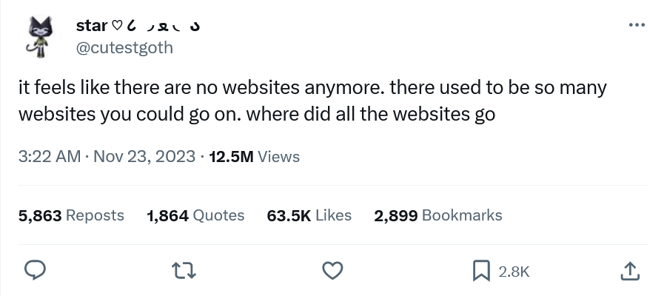 star ♡
@cutestgoth
it feels like there are no websites anymore. there used to be so many
websites you could go on. where did all the websites go
3:22 AM · Nov 23, 2023 · 12.5M Views
5,863 Reposts 1,864 Quotes 63.5K Likes 2,899 Bookmarks
2.8K